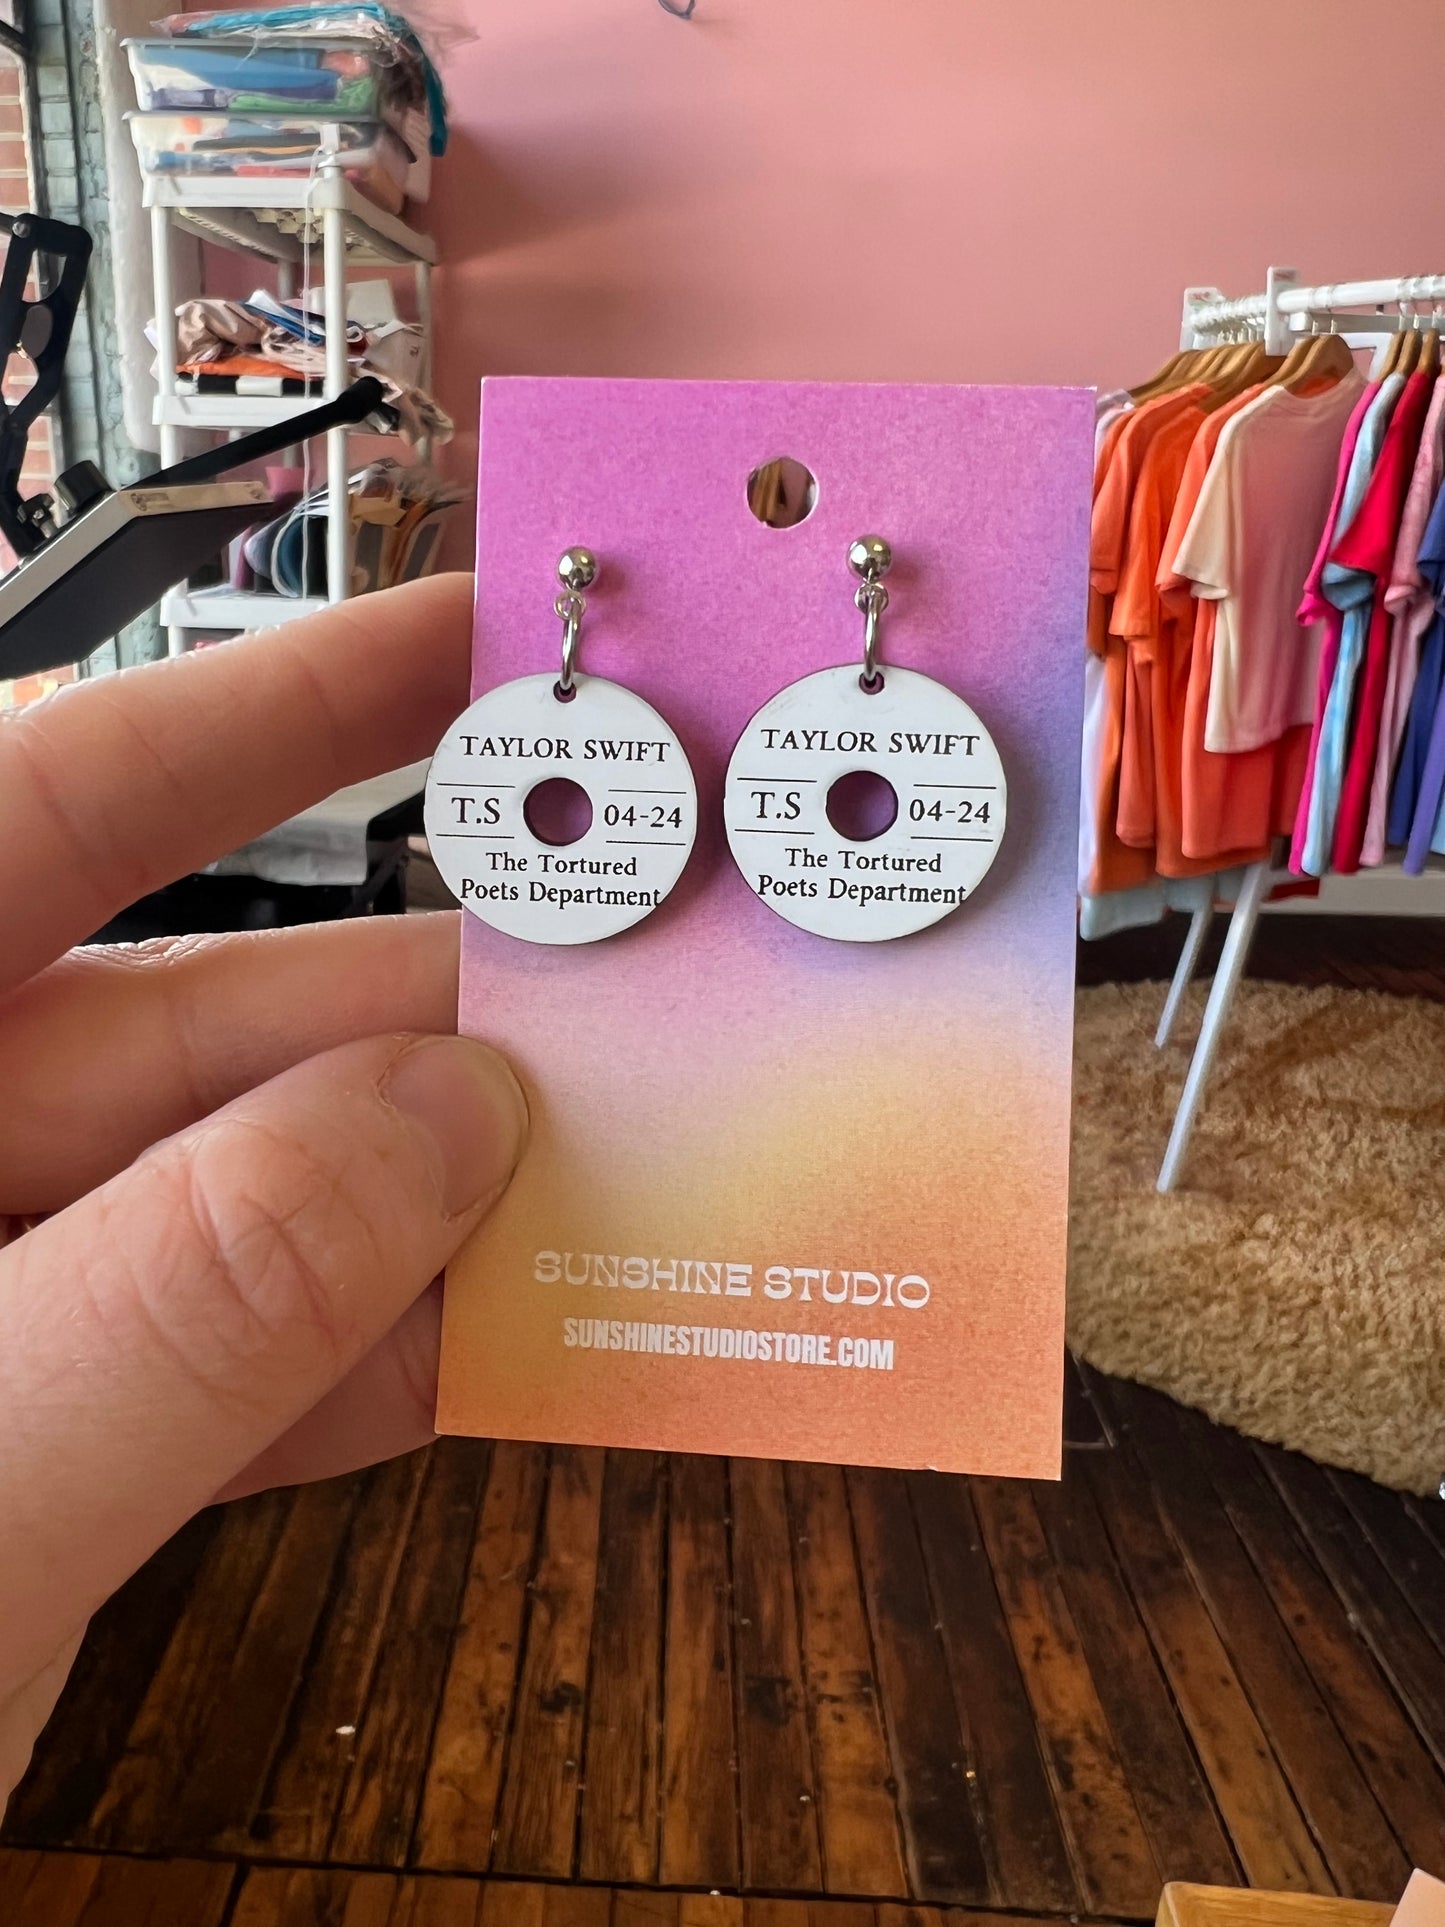 TAYLOR SWIFT
T.S 04-24
The Tortured
Poets Department
TAYLOR SWIFT
T.S 04-24
The Tortured
Poets Department
SUNSHINE STUDIO
SUNSHINESTUDIOSTORE.COM